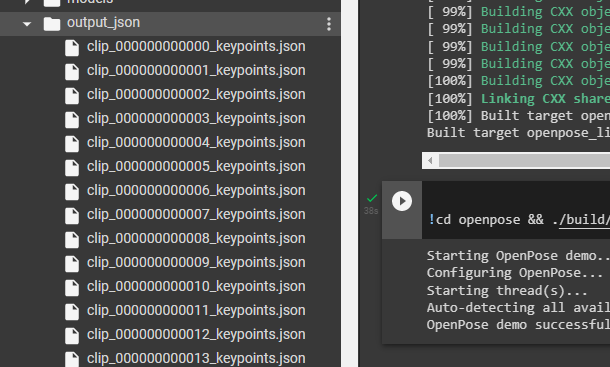 models
output_json
clip_000000000000_keypoints.json
clip_000000000001_keypoints.json
clip_000000000002_keypoints.json
clip_000000000003_keypoints.json
clip_000000000004_keypoints.json
clip_000000000005_keypoints.json
clip_000000000006_keypoints.json
clip_000000000007_keypoints.json
clip_000000000008_keypoints.json
clip_000000000009_keypoints.json
clip_000000000010_keypoints.json
clip_000000000011_keypoints.json
clip_000000000012_keypoints.json
clip_000000000013_keypoints.json
[ 99%] Building CXX obje
[ 99%] Building CXX obje
[ 99%] Building CXX obje
[ 99%] Building CXX obje
[100%] Building CXX obje
[100%] Linking CXX share
[100%] Built target open
Built target openpose_li
38s
!cd openpose && ./build/
Starting OpenPose demo..
Configuring OpenPose...
Starting thread(s)...
Auto-detecting all avail
OpenPose demo successful